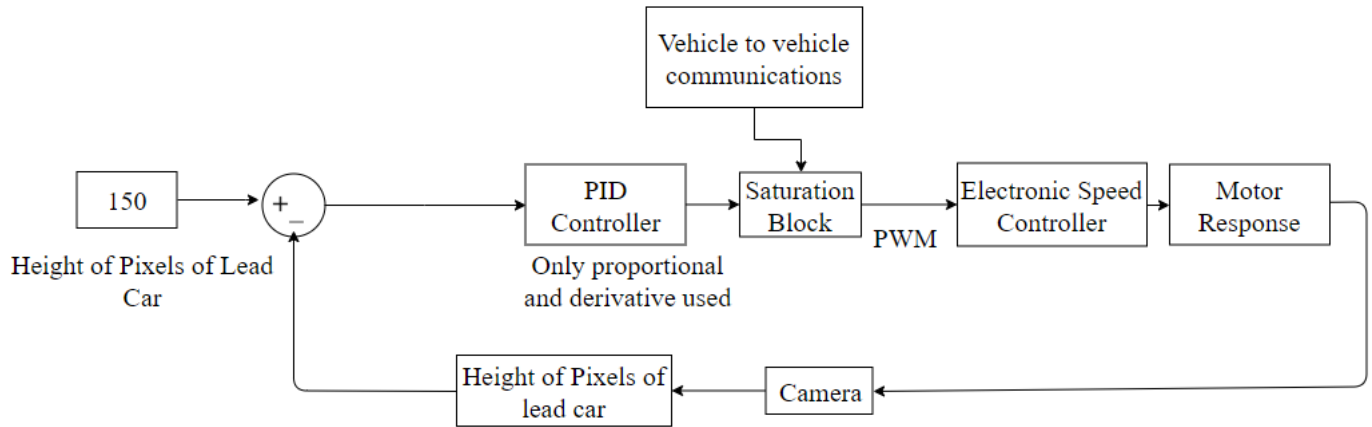 Vehicle to vehicle
communications
150
+
_
PID
Controller
Saturation
Block
Electronic Speed
Controller
Motor
Response
PWM
Height of Pixels of Lead
Car
Only proportional
and derivative used
Height of Pixels of
lead car
Camera